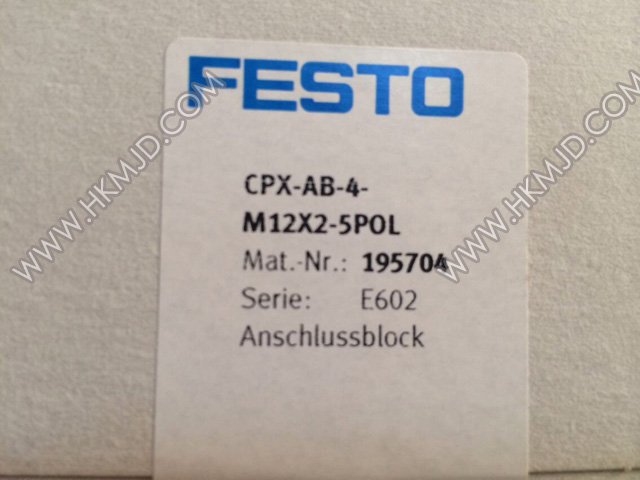 FESTO
CPX-AB-4-
M12X2-5POL
Mat.-Nr.: 195704
Serie: E602
Anschlussblock
WWW.HKMJD.COM
WWW.HKMJD.COM